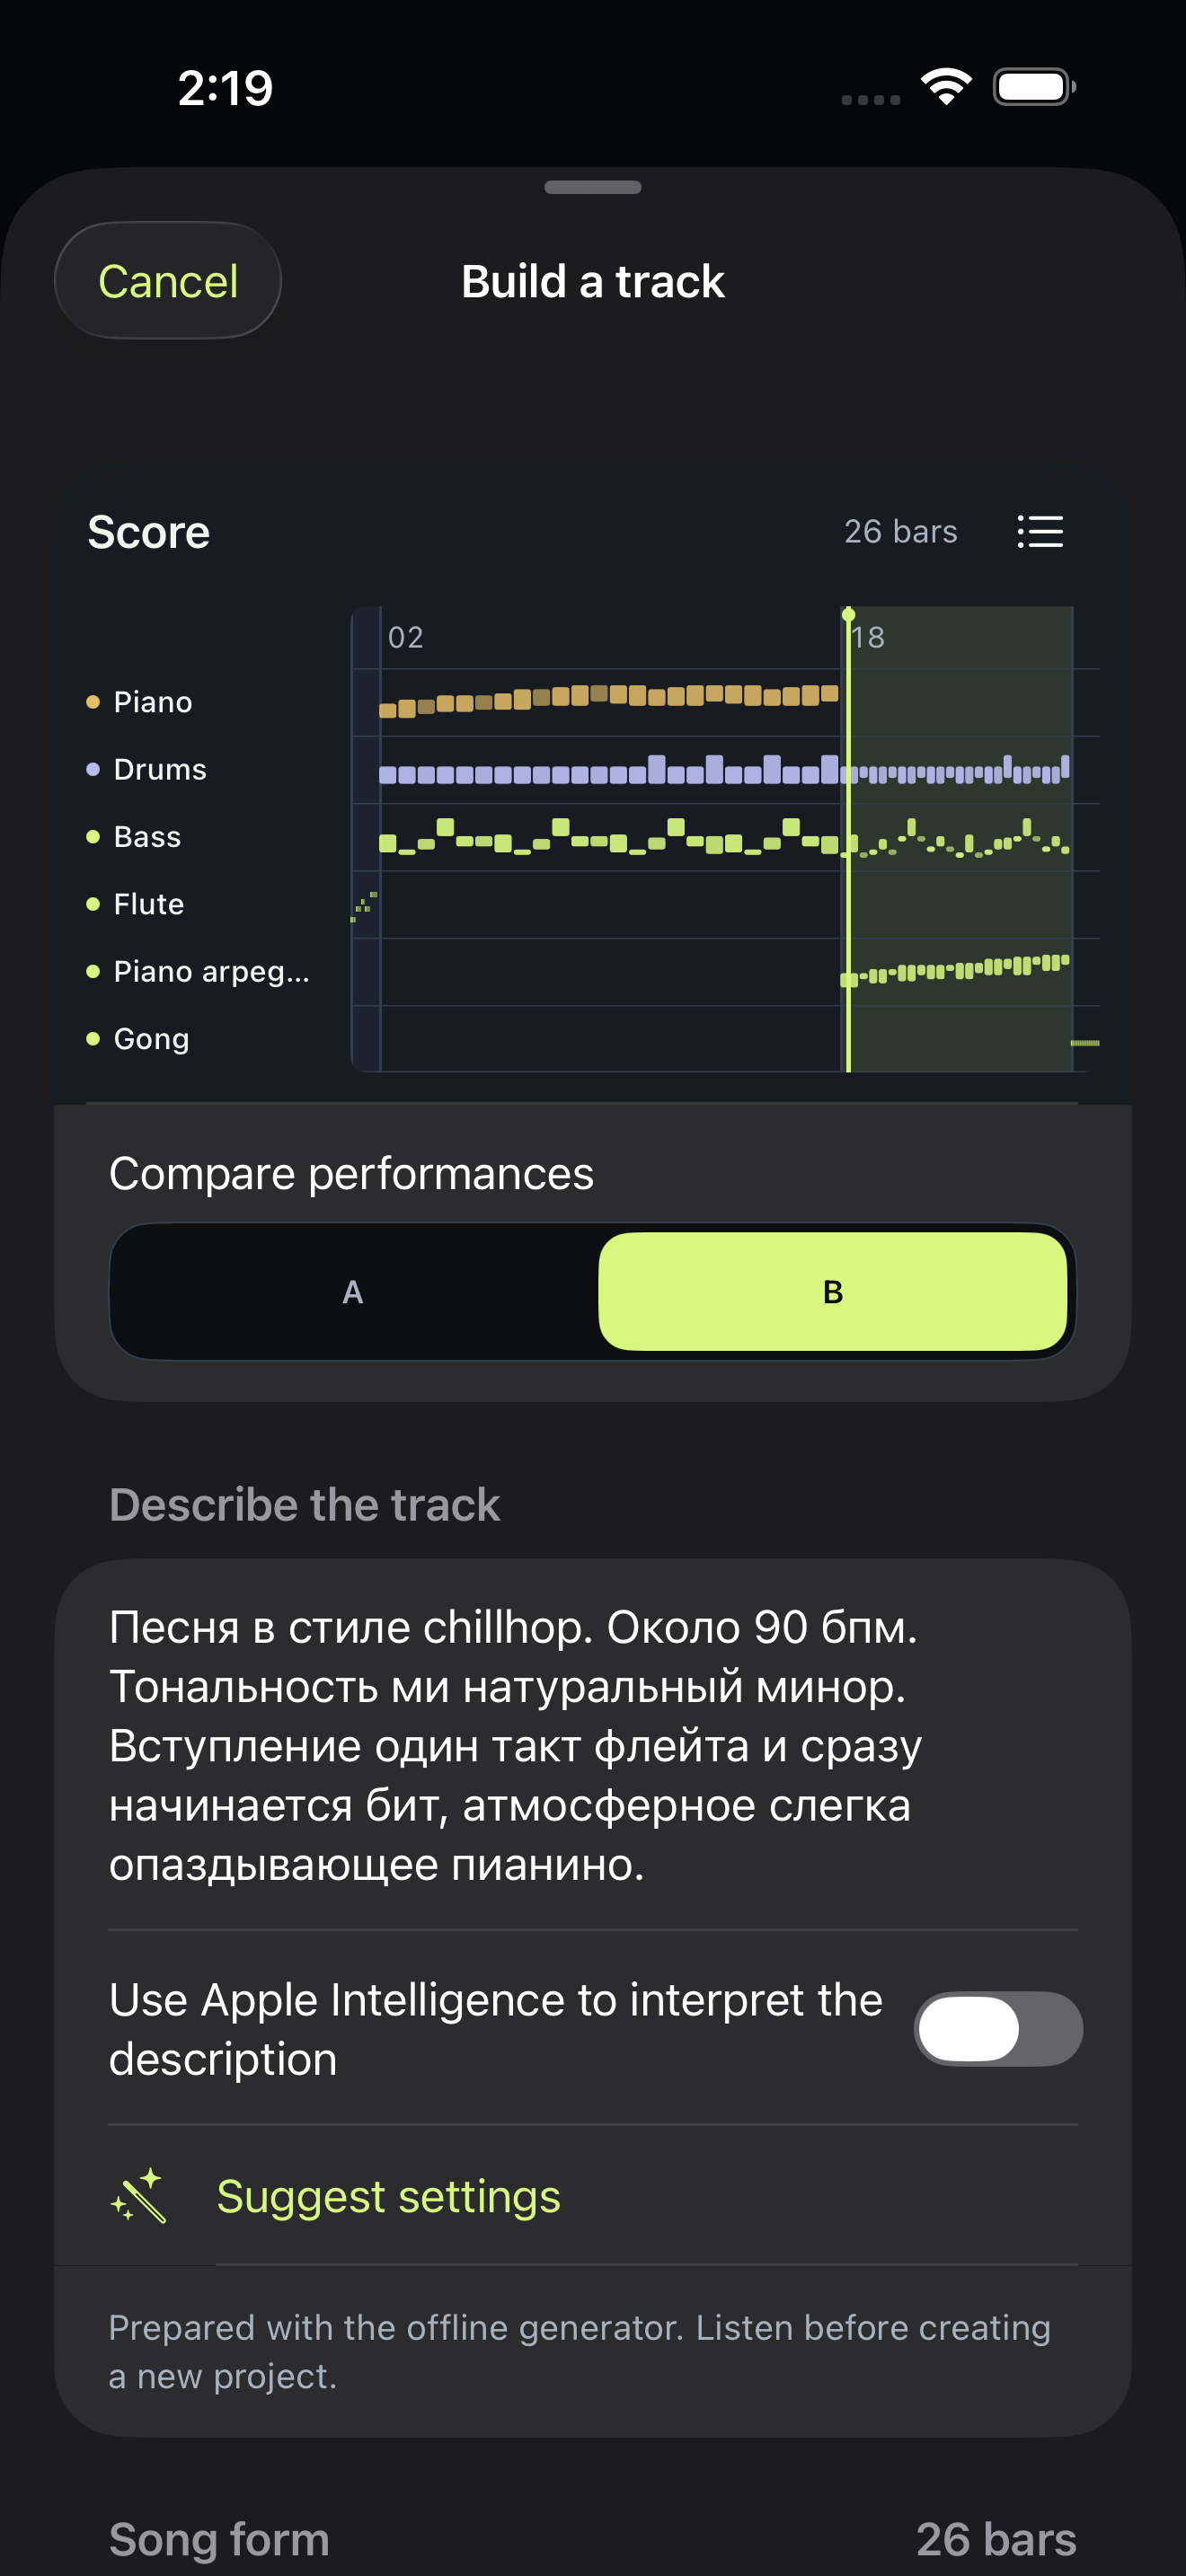 2:19
Cancel
Build a track
Score
26 bars
02
18
Piano
Drums
Bass
Flute
Piano arpeg...
Gong
Compare performances
A
B
Describe the track
Песня в стиле chillhop. Около 90 бпм.
Тональность ми натуральный минор.
Вступление один такт флейта и сразу
начинается бит, атмосферное слегка
опаздывающее пианино.
Use Apple Intelligence to interpret the
description
Suggest settings
Prepared with the offline generator. Listen before creating
a new project.
Song form
26 bars